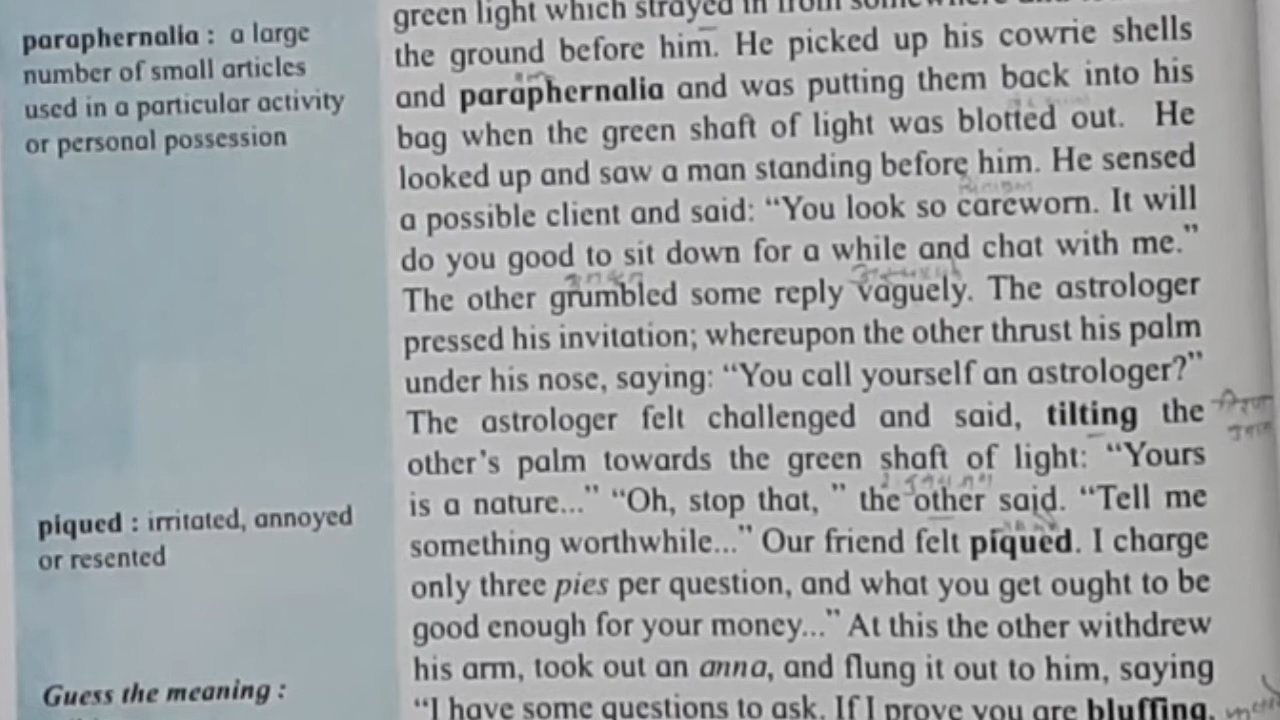 paraphernalia : a large
number of small articles
used in a particular activity
or personal possession
piqued : irritated, annoyed
or resented
Guess the meaning :
green light which strayed in from somewhere
the ground before him. He picked up his cowrie shells
and paraphernalia and was putting them back into his
bag when the green shaft of light was blotted out. He
looked up and saw a man standing before him. He sensed
a possible client and said: “You look so careworn. It will
do you good to sit down for a while and chat with me.”
The other grumbled some reply vaguely. The astrologer
pressed his invitation; whereupon the other thrust his palm
under his nose, saying: “You call yourself an astrologer?”
The astrologer felt challenged and said, tilting the
other’s palm towards the green shaft of light: “Yours
is a nature...” “Oh, stop that, ” the other said. “Tell me
something worthwhile...” Our friend felt piqued. I charge
only three pies per question, and what you get ought to be
good enough for your money...” At this the other withdrew
his arm, took out an anna, and flung it out to him, saying
“I have some questions to ask. If I prove you are bluffing,